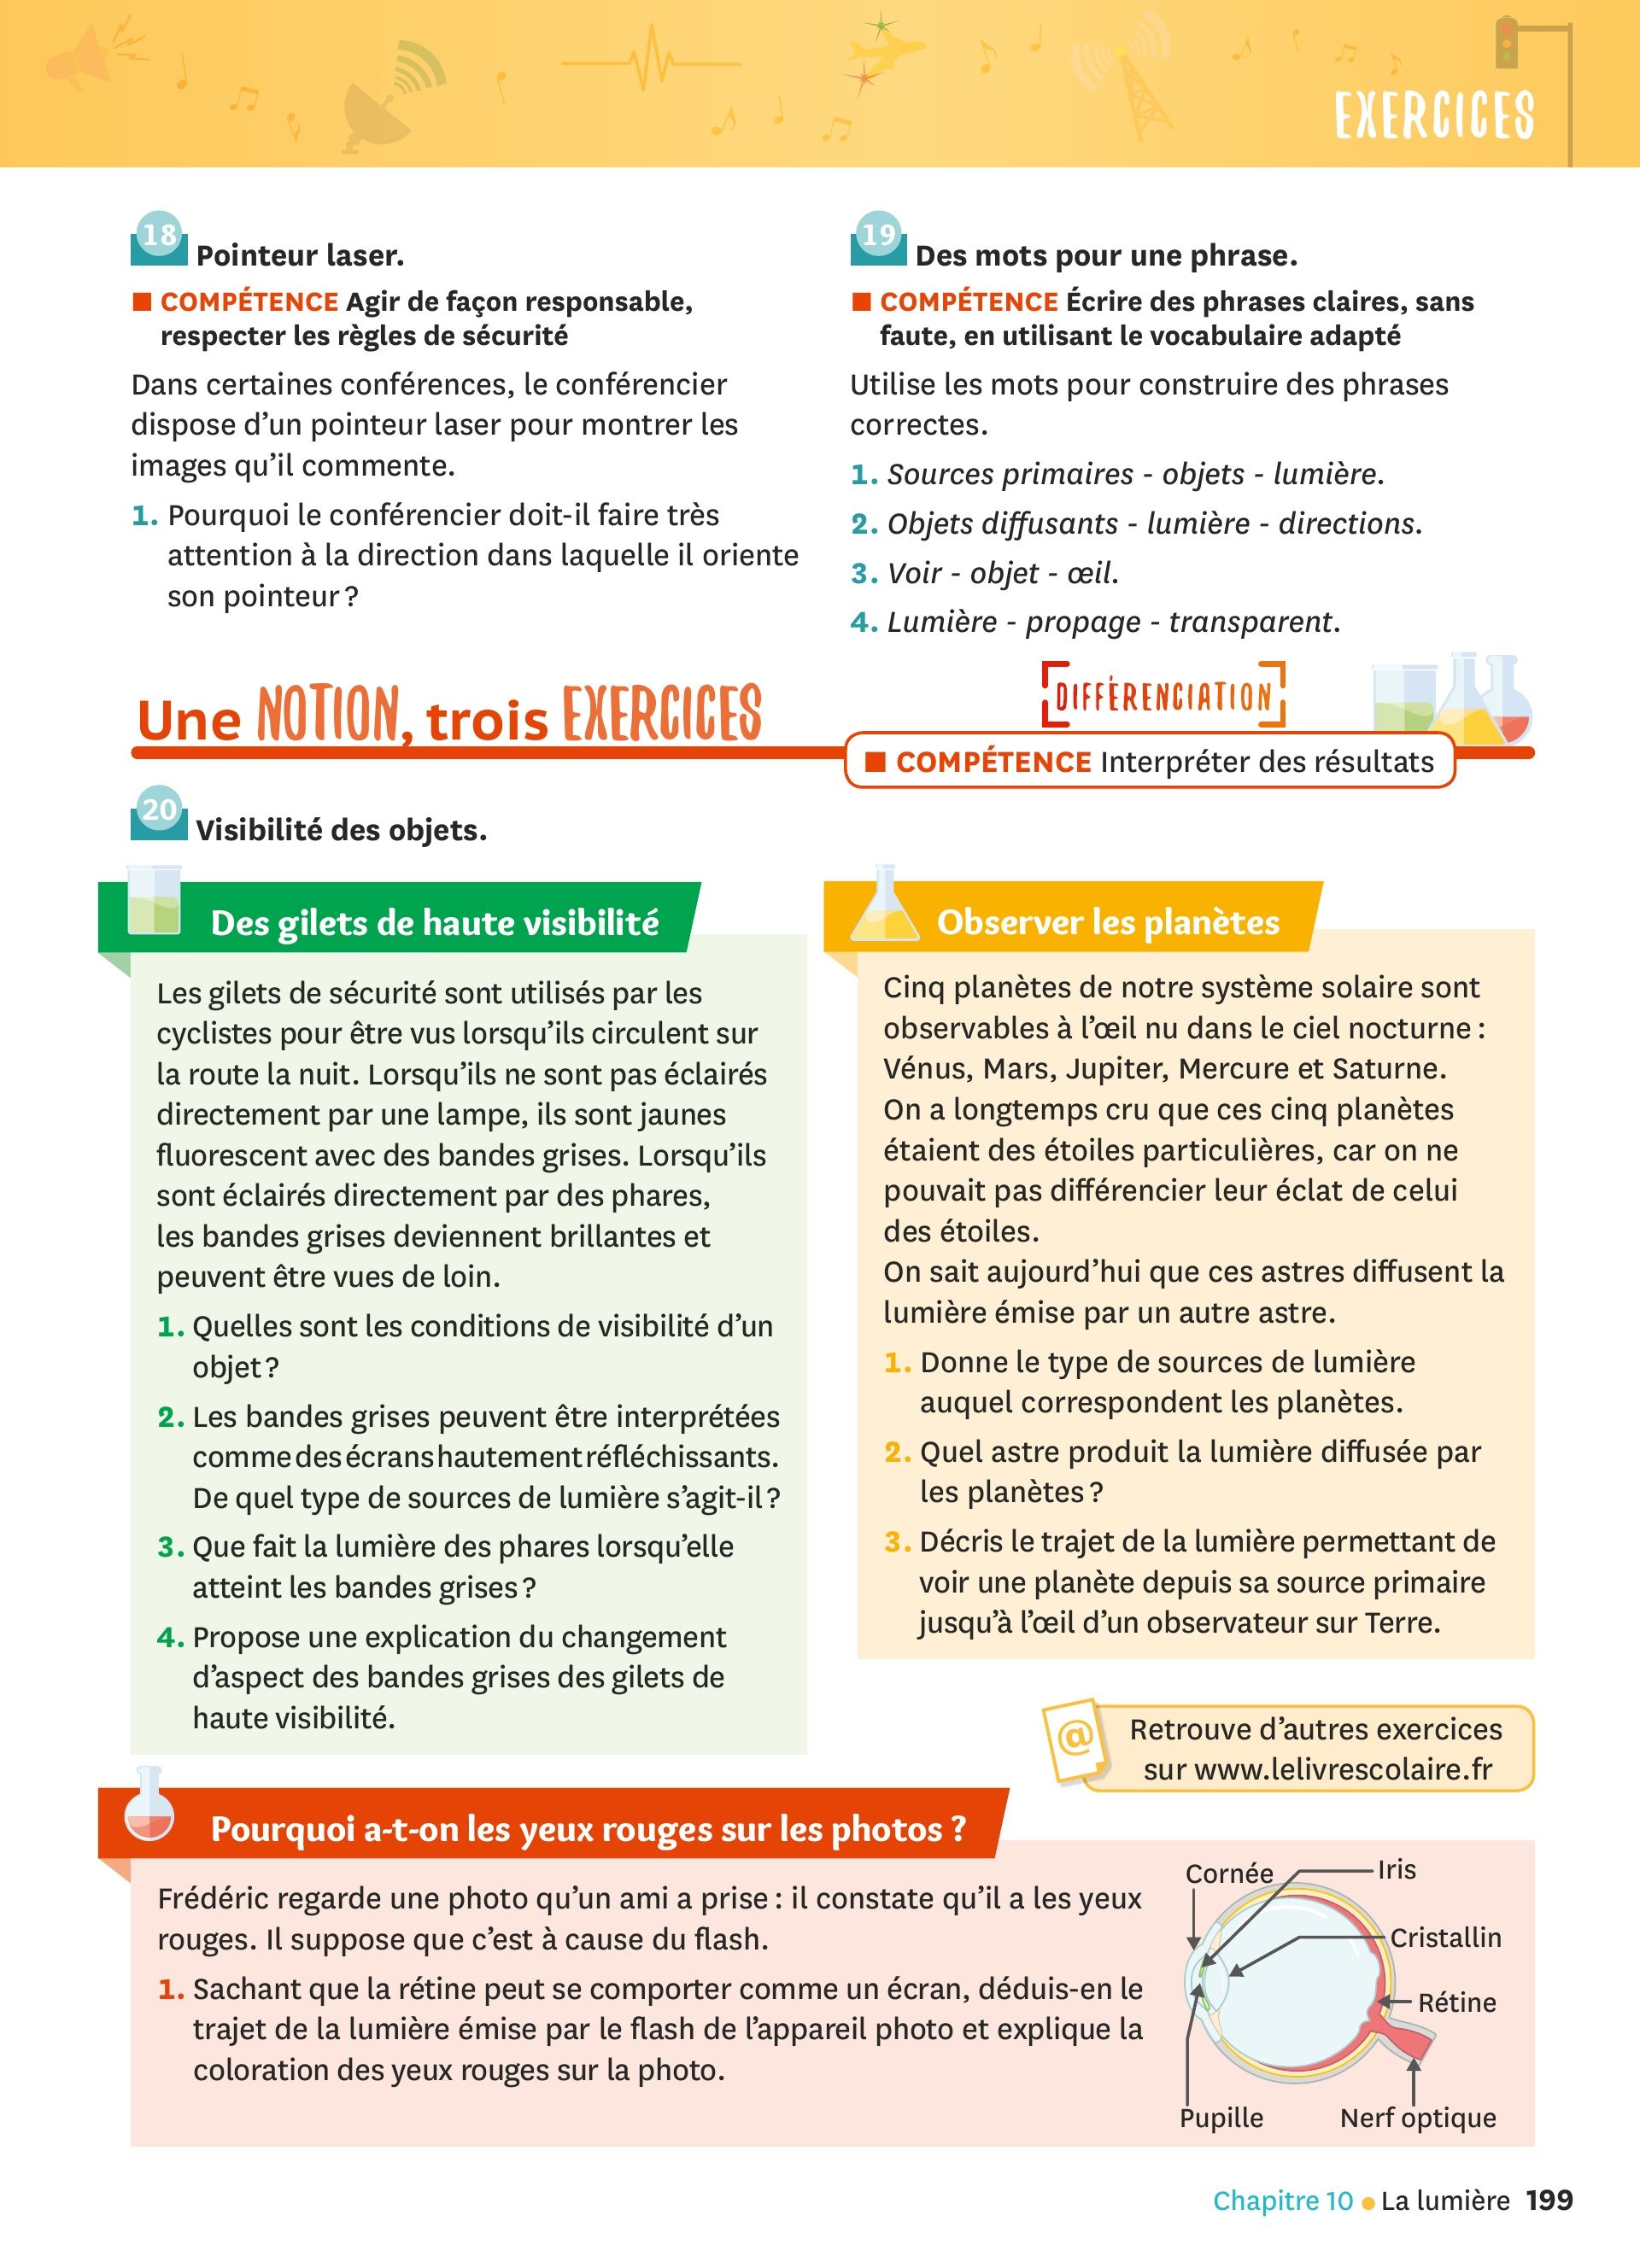 EXERCICES
18 Pointeur laser.
■ COMPÉTENCE Agir de façon responsable,
respecter les règles de sécurité
Dans certaines conférences, le conférencier
dispose d'un pointeur laser pour montrer les
images qu'il commente.
1. Pourquoi le conférencier doit-il faire très
attention à la direction dans laquelle il oriente
son pointeur ?
19 Des mots pour une phrase.
■ COMPÉTENCE Écrire des phrases claires, sans
faute, en utilisant le vocabulaire adapté
Utilise les mots pour construire des phrases
correctes.
1. Sources primaires - objets - lumière.
2. Objets diffusants - lumière - directions.
3. Voir - objet - œil.
4. Lumière - propage - transparent.
Une NOTION, trois EXERCICES
DIFFÉRENCIATION
■ COMPÉTENCE Interpréter des résultats
20 Visibilité des objets.
Des gilets de haute visibilité
Les gilets de sécurité sont utilisés par les
cyclistes pour être vus lorsqu'ils circulent sur
la route la nuit. Lorsqu'ils ne sont pas éclairés
directement par une lampe, ils sont jaunes
fluorescent avec des bandes grises. Lorsqu'ils
sont éclairés directement par des phares,
les bandes grises deviennent brillantes et
peuvent être vues de loin.
1. Quelles sont les conditions de visibilité d'un
objet ?
2. Les bandes grises peuvent être interprétées
comme des écrans hautement réfléchissants.
De quel type de sources de lumière s'agit-il ?
3. Que fait la lumière des phares lorsqu'elle
atteint les bandes grises ?
4. Propose une explication du changement
d'aspect des bandes grises des gilets de
haute visibilité.
Observer les planètes
Cinq planètes de notre système solaire sont
observables à l'œil nu dans le ciel nocturne :
Vénus, Mars, Jupiter, Mercure et Saturne.
On a longtemps cru que ces cinq planètes
étaient des étoiles particulières, car on ne
pouvait pas différencier leur éclat de celui
des étoiles.
On sait aujourd'hui que ces astres diffusent la
lumière émise par un autre astre.
1. Donne le type de sources de lumière
auquel correspondent les planètes.
2. Quel astre produit la lumière diffusée par
les planètes ?
3. Décris le trajet de la lumière permettant de
voir une planète depuis sa source primaire
jusqu'à l'œil d'un observateur sur Terre.
@
Retrouve d'autres exercices
sur www.lelivrescolaire.fr
Pourquoi a-t-on les yeux rouges sur les photos ?
Frédéric regarde une photo qu'un ami a prise : il constate qu'il a les yeux
rouges. Il suppose que c'est à cause du flash.
1. Sachant que la rétine peut se comporter comme un écran, déduis-en le
trajet de la lumière émise par le flash de l'appareil photo et explique la
coloration des yeux rouges sur la photo.
Cornée
Iris
Cristallin
Rétine
Pupille
Nerf optique
Chapitre 10 • La lumière 199